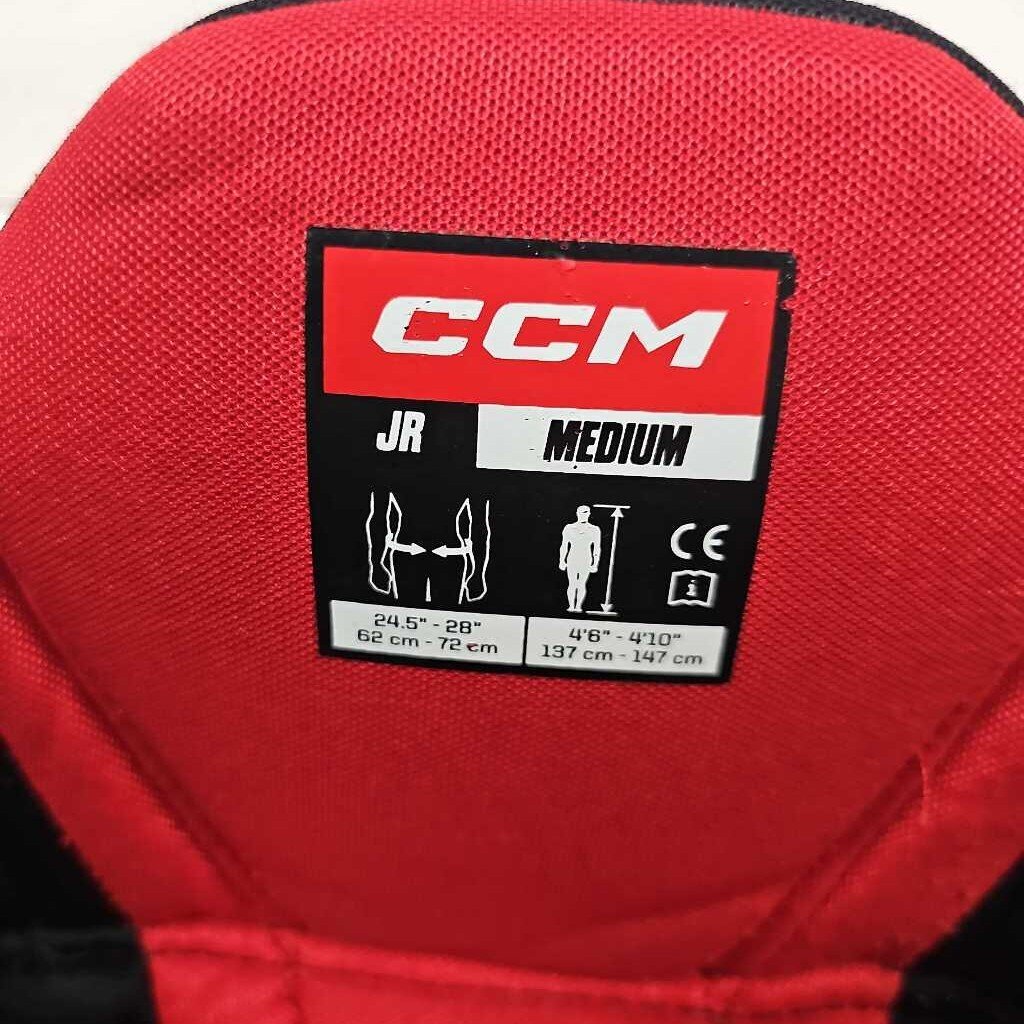 CCM
JR MEDIUM
CE
i
24.5" - 28"
62 cm - 72 cm
4'6" - 4'10"
137 cm - 147 cm